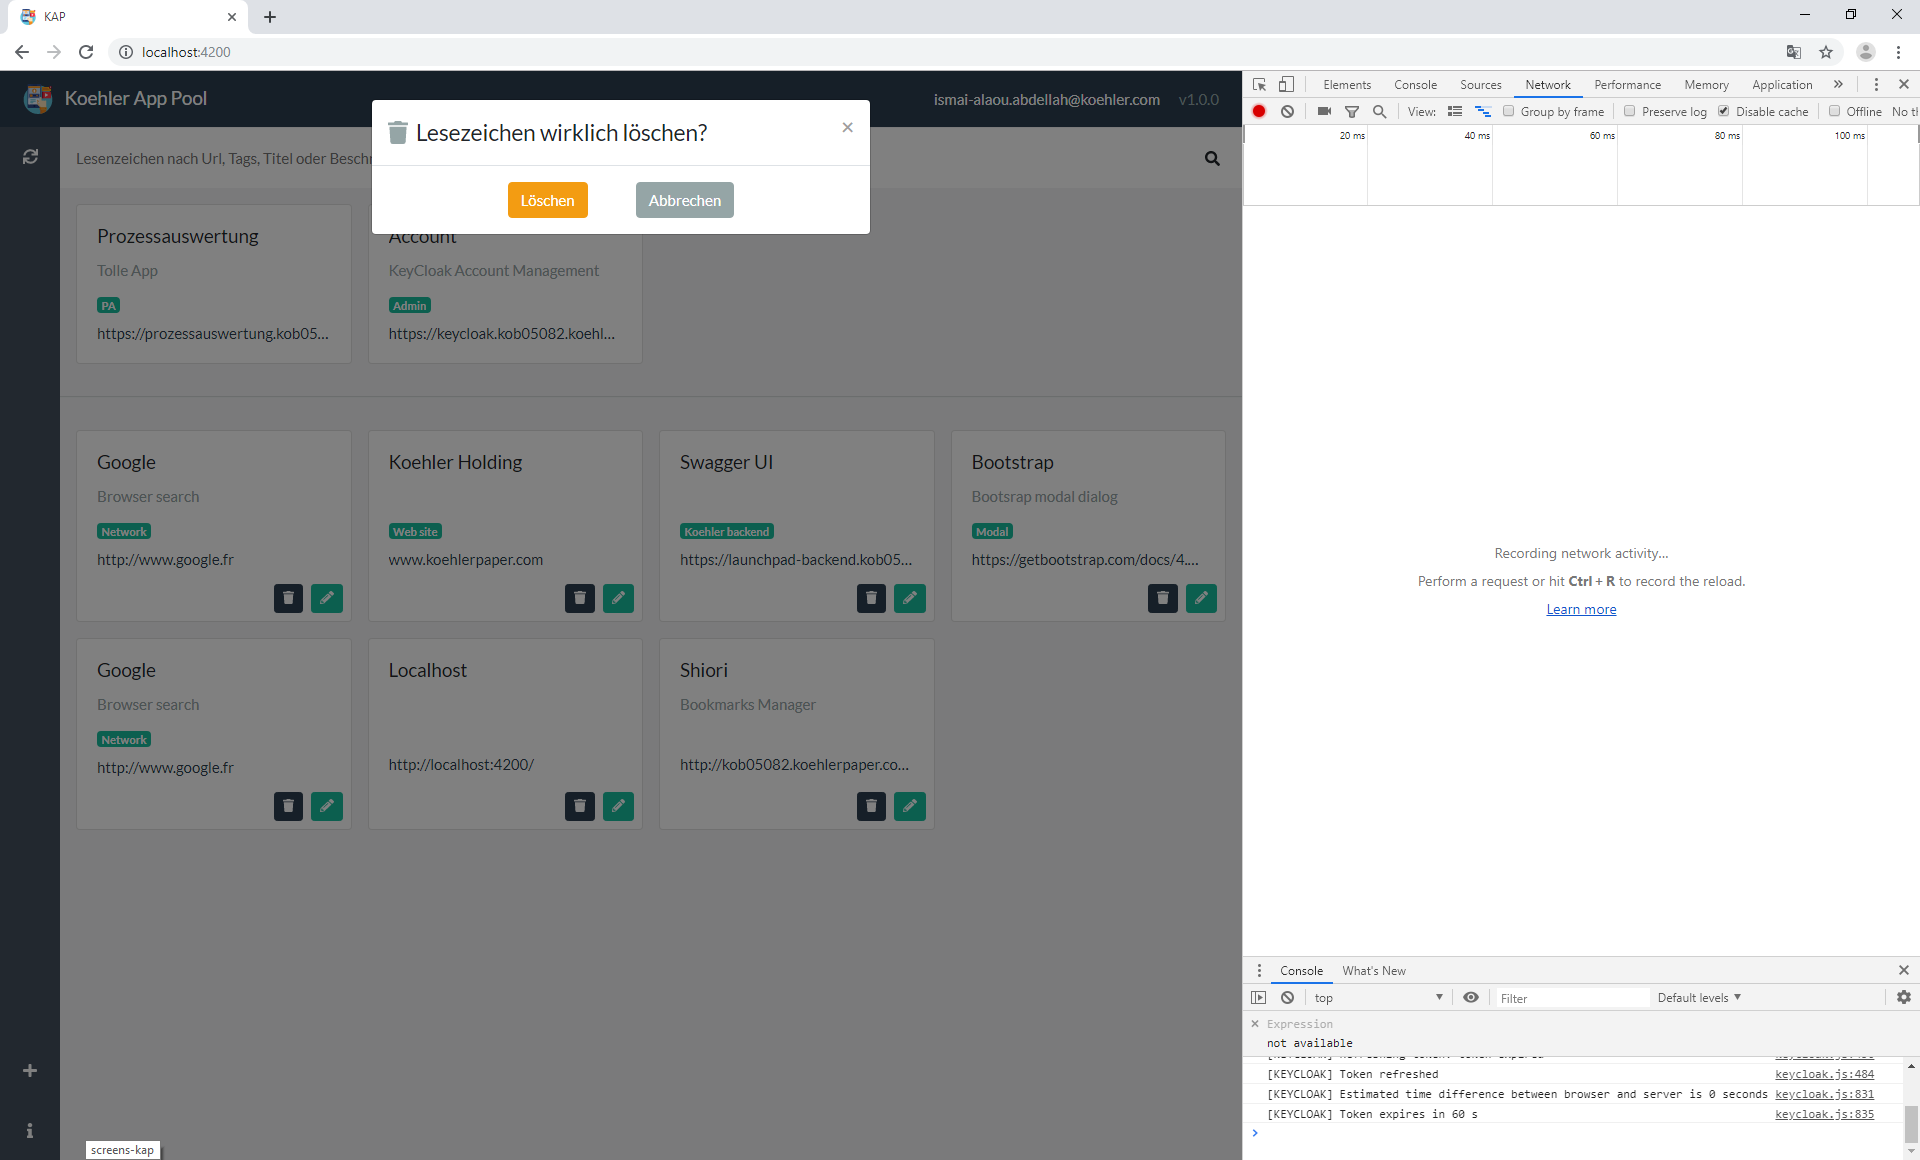 KAP
localhost:4200
Koehler App Pool
ismai-alaou.abdellah@koehler.com v1.0.0
Lesezeichen wirklich löschen?
Löschen Abbrechen
Lesenzeichen nach Url, Tags, Titel oder Beschr
Prozessauswertung
Tolle App
PA
https://prozessauswertung.kob05...
Account
KeyCloak Account Management
Admin
https://keycloak.kob05082.koehl...
Google
Browser search
Network
http://www.google.fr
Koehler Holding
Web site
www.koehlerpaper.com
Swagger UI
Koehler backend
https://launchpad-backend.kob05...
Bootstrap
Bootsrap modal dialog
Modal
https://getbootstrap.com/docs/4....
Google
Browser search
Network
http://www.google.fr
Localhost
http://localhost:4200/
Shiori
Bookmarks Manager
http://kob05082.koehlerpaper.co...
screens-kap
Elements Console Sources Network Performance Memory Application
View: Group by frame Preserve log Disable cache Offline No th
20 ms 40 ms 60 ms 80 ms 100 ms
Recording network activity...
Perform a request or hit Ctrl + R to record the reload.
Learn more
Console What's New
top Filter Default levels
Expression
not available
[KEYCLOAK] Token refreshed keycloak.js:484
[KEYCLOAK] Estimated time difference between browser and server is 0 seconds keycloak.js:831
[KEYCLOAK] Token expires in 60 s keycloak.js:835